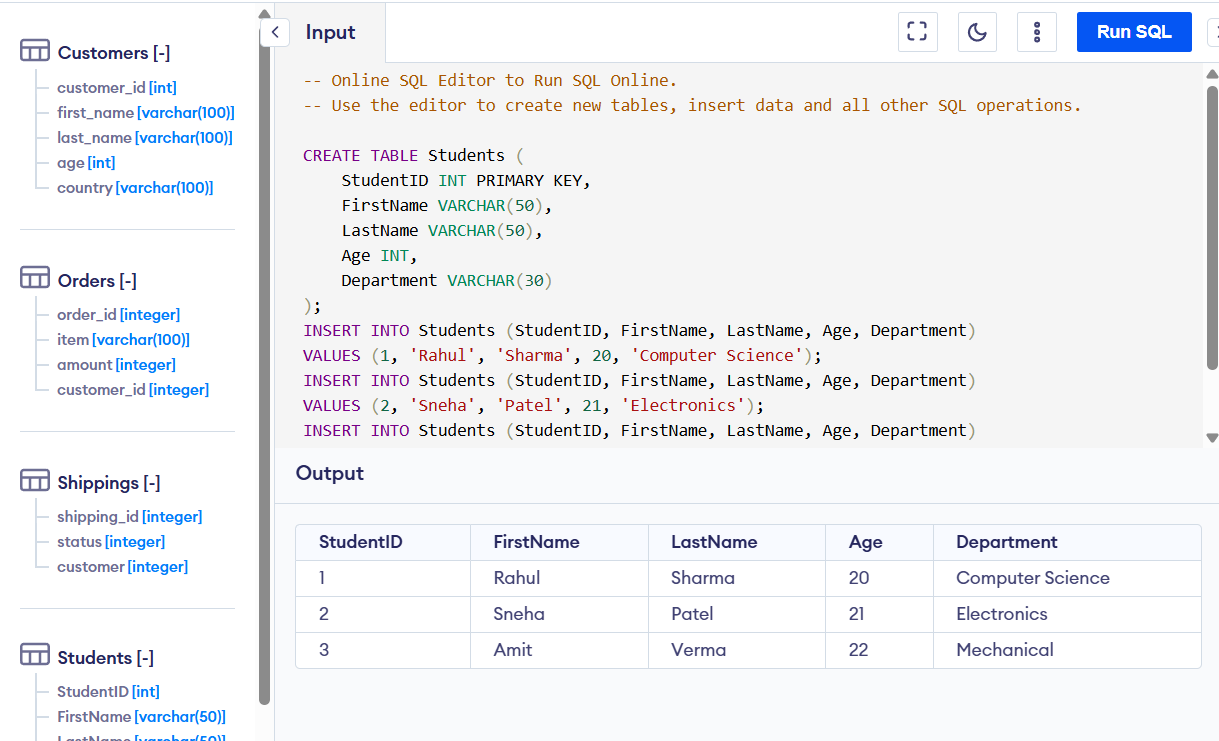 Customers [-]
customer_id [int]
first_name [varchar(100)]
last_name [varchar(100)]
age [int]
country [varchar(100)]
Orders [-]
order_id [integer]
item [varchar(100)]
amount [integer]
customer_id [integer]
Shippings [-]
shipping_id [integer]
status [integer]
customer [integer]
Students [-]
StudentID [int]
FirstName [varchar(50)]
LastName [varchar(50)]
Input
Run SQL
-- Online SQL Editor to Run SQL Online.
-- Use the editor to create new tables, insert data and all other SQL operations.
CREATE TABLE Students (
StudentID INT PRIMARY KEY,
FirstName VARCHAR(50),
LastName VARCHAR(50),
Age INT,
Department VARCHAR(30)
);
INSERT INTO Students (StudentID, FirstName, LastName, Age, Department)
VALUES (1, 'Rahul', 'Sharma', 20, 'Computer Science');
INSERT INTO Students (StudentID, FirstName, LastName, Age, Department)
VALUES (2, 'Sneha', 'Patel', 21, 'Electronics');
INSERT INTO Students (StudentID, FirstName, LastName, Age, Department)
Output
StudentID FirstName LastName Age Department
1 Rahul Sharma 20 Computer Science
2 Sneha Patel 21 Electronics
3 Amit Verma 22 Mechanical